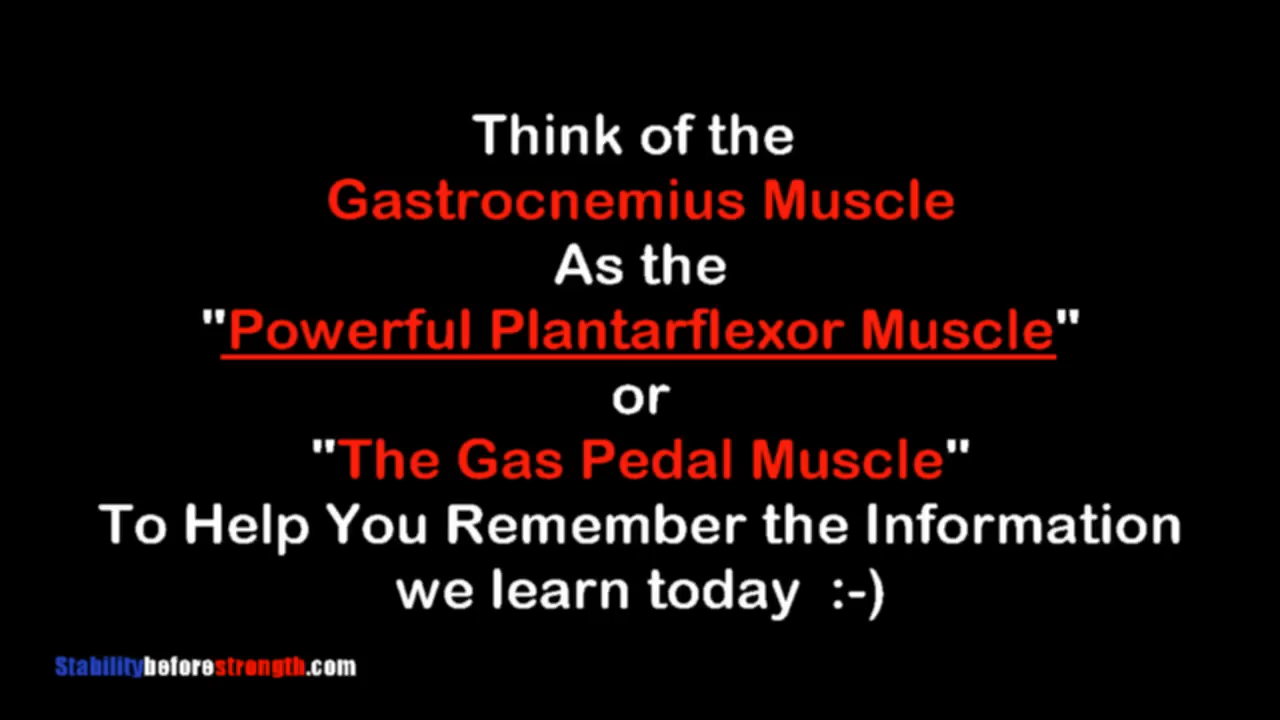 Think of the
Gastrocnemius Muscle
As the
"Powerful Plantarflexor Muscle"
or
"The Gas Pedal Muscle"
To Help You Remember the Information
we learn today :-)
Stabilitybeforestrength.com